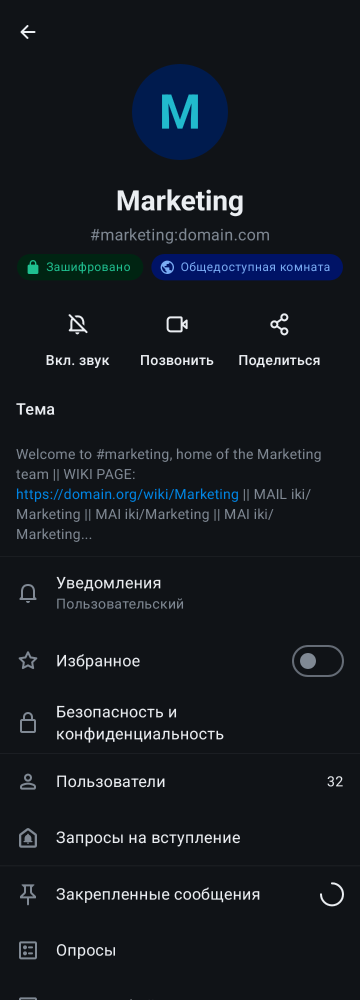 M
Marketing
#marketing:domain.com
Зашифровано
Общедоступная комната
Вкл. звук
Позвонить
Поделиться
Тема
Welcome to #marketing, home of the Marketing
team || WIKI PAGE:
https://domain.org/wiki/Marketing || MAIL iki/
Marketing || MAI iki/Marketing || MAI iki/
Marketing...
Уведомления
Пользовательский
Избранное
Безопасность и
конфиденциальность
Пользователи 32
Запросы на вступление
Закрепленные сообщения
Опросы